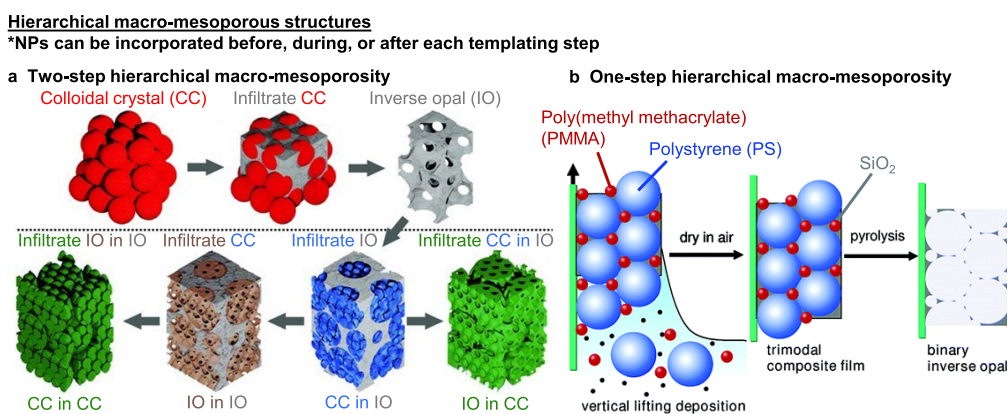 Hierarchical macro-mesoporous structures
*NPs can be incorporated before, during, or after each templating step
a Two-step hierarchical macro-mesoporosity
Colloidal crystal (CC)
Infiltrate CC
Inverse opal (IO)
Infiltrate IO in IO
Infiltrate CC
Infiltrate IO
Infiltrate CC in IO
CC in CC
IO in IO
CC in IO
IO in CC
b One-step hierarchical macro-mesoporosity
Poly(methyl methacrylate)
(PMMA)
Polystyrene (PS)
SiO₂
dry in air
pyrolysis
trimodal
composite film
binary
inverse opal
vertical lifting deposition